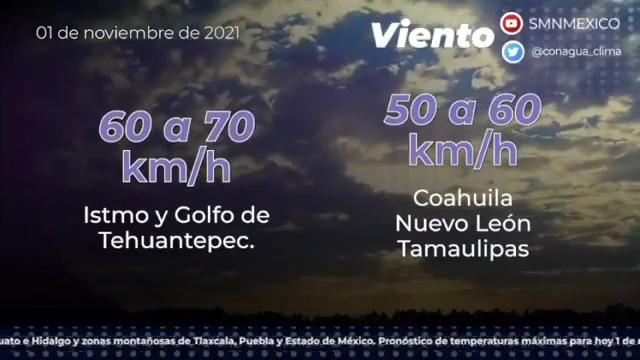 01 de noviembre de 2021
Viento
SMNMEXICO
@conagua_clima
60 a 70
km/h
Istmo y Golfo de
Tehuantepec.
50 a 60
km/h
Coahuila
Nuevo León
Tamaulipas
uato e Hidalgo y zonas montañosas de Tlaxcala, Puebla y Estado de México. Pronóstico de temperaturas máximas para hoy 1 de